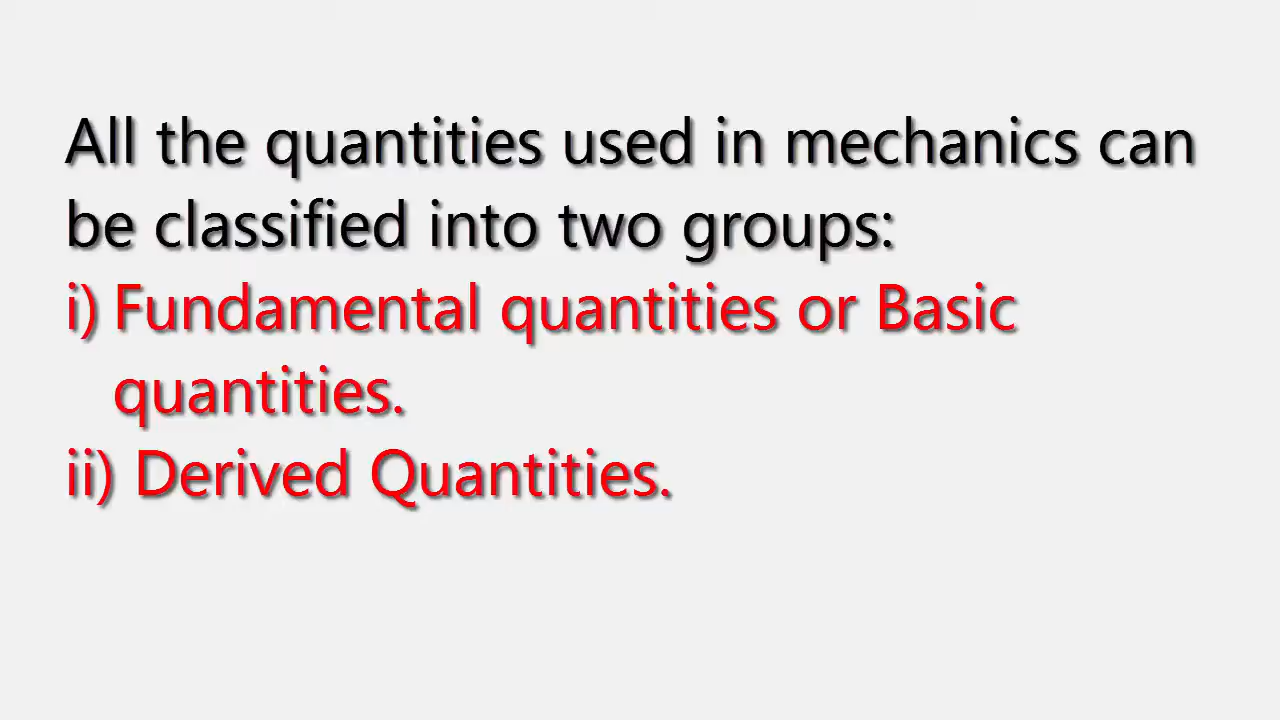 All the quantities used in mechanics can
be classified into two groups:
i) Fundamental quantities or Basic
quantities.
ii) Derived Quantities.